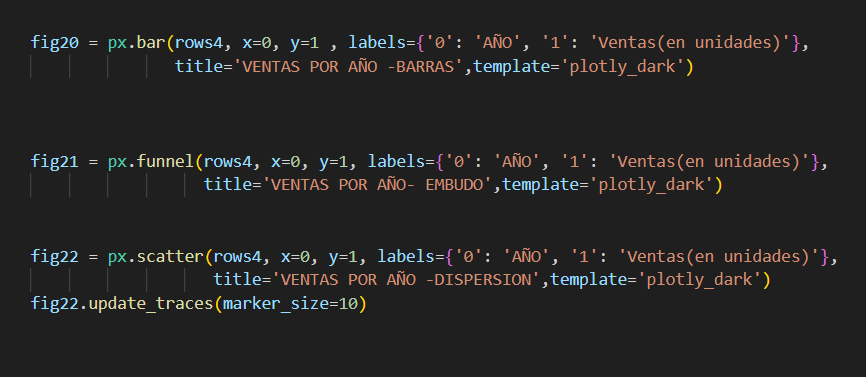 fig20 = px.bar(rows4, x=0, y=1 , labels={'0': 'AÑO', '1': 'Ventas(en unidades)'},
title='VENTAS POR AÑO -BARRAS',template='plotly_dark')
fig21 = px.funnel(rows4, x=0, y=1, labels={'0': 'AÑO', '1': 'Ventas(en unidades)'},
title='VENTAS POR AÑO- EMBUDO',template='plotly_dark')
fig22 = px.scatter(rows4, x=0, y=1, labels={'0': 'AÑO', '1': 'Ventas(en unidades)'},
title='VENTAS POR AÑO -DISPERSION',template='plotly_dark')
fig22.update_traces(marker_size=10)